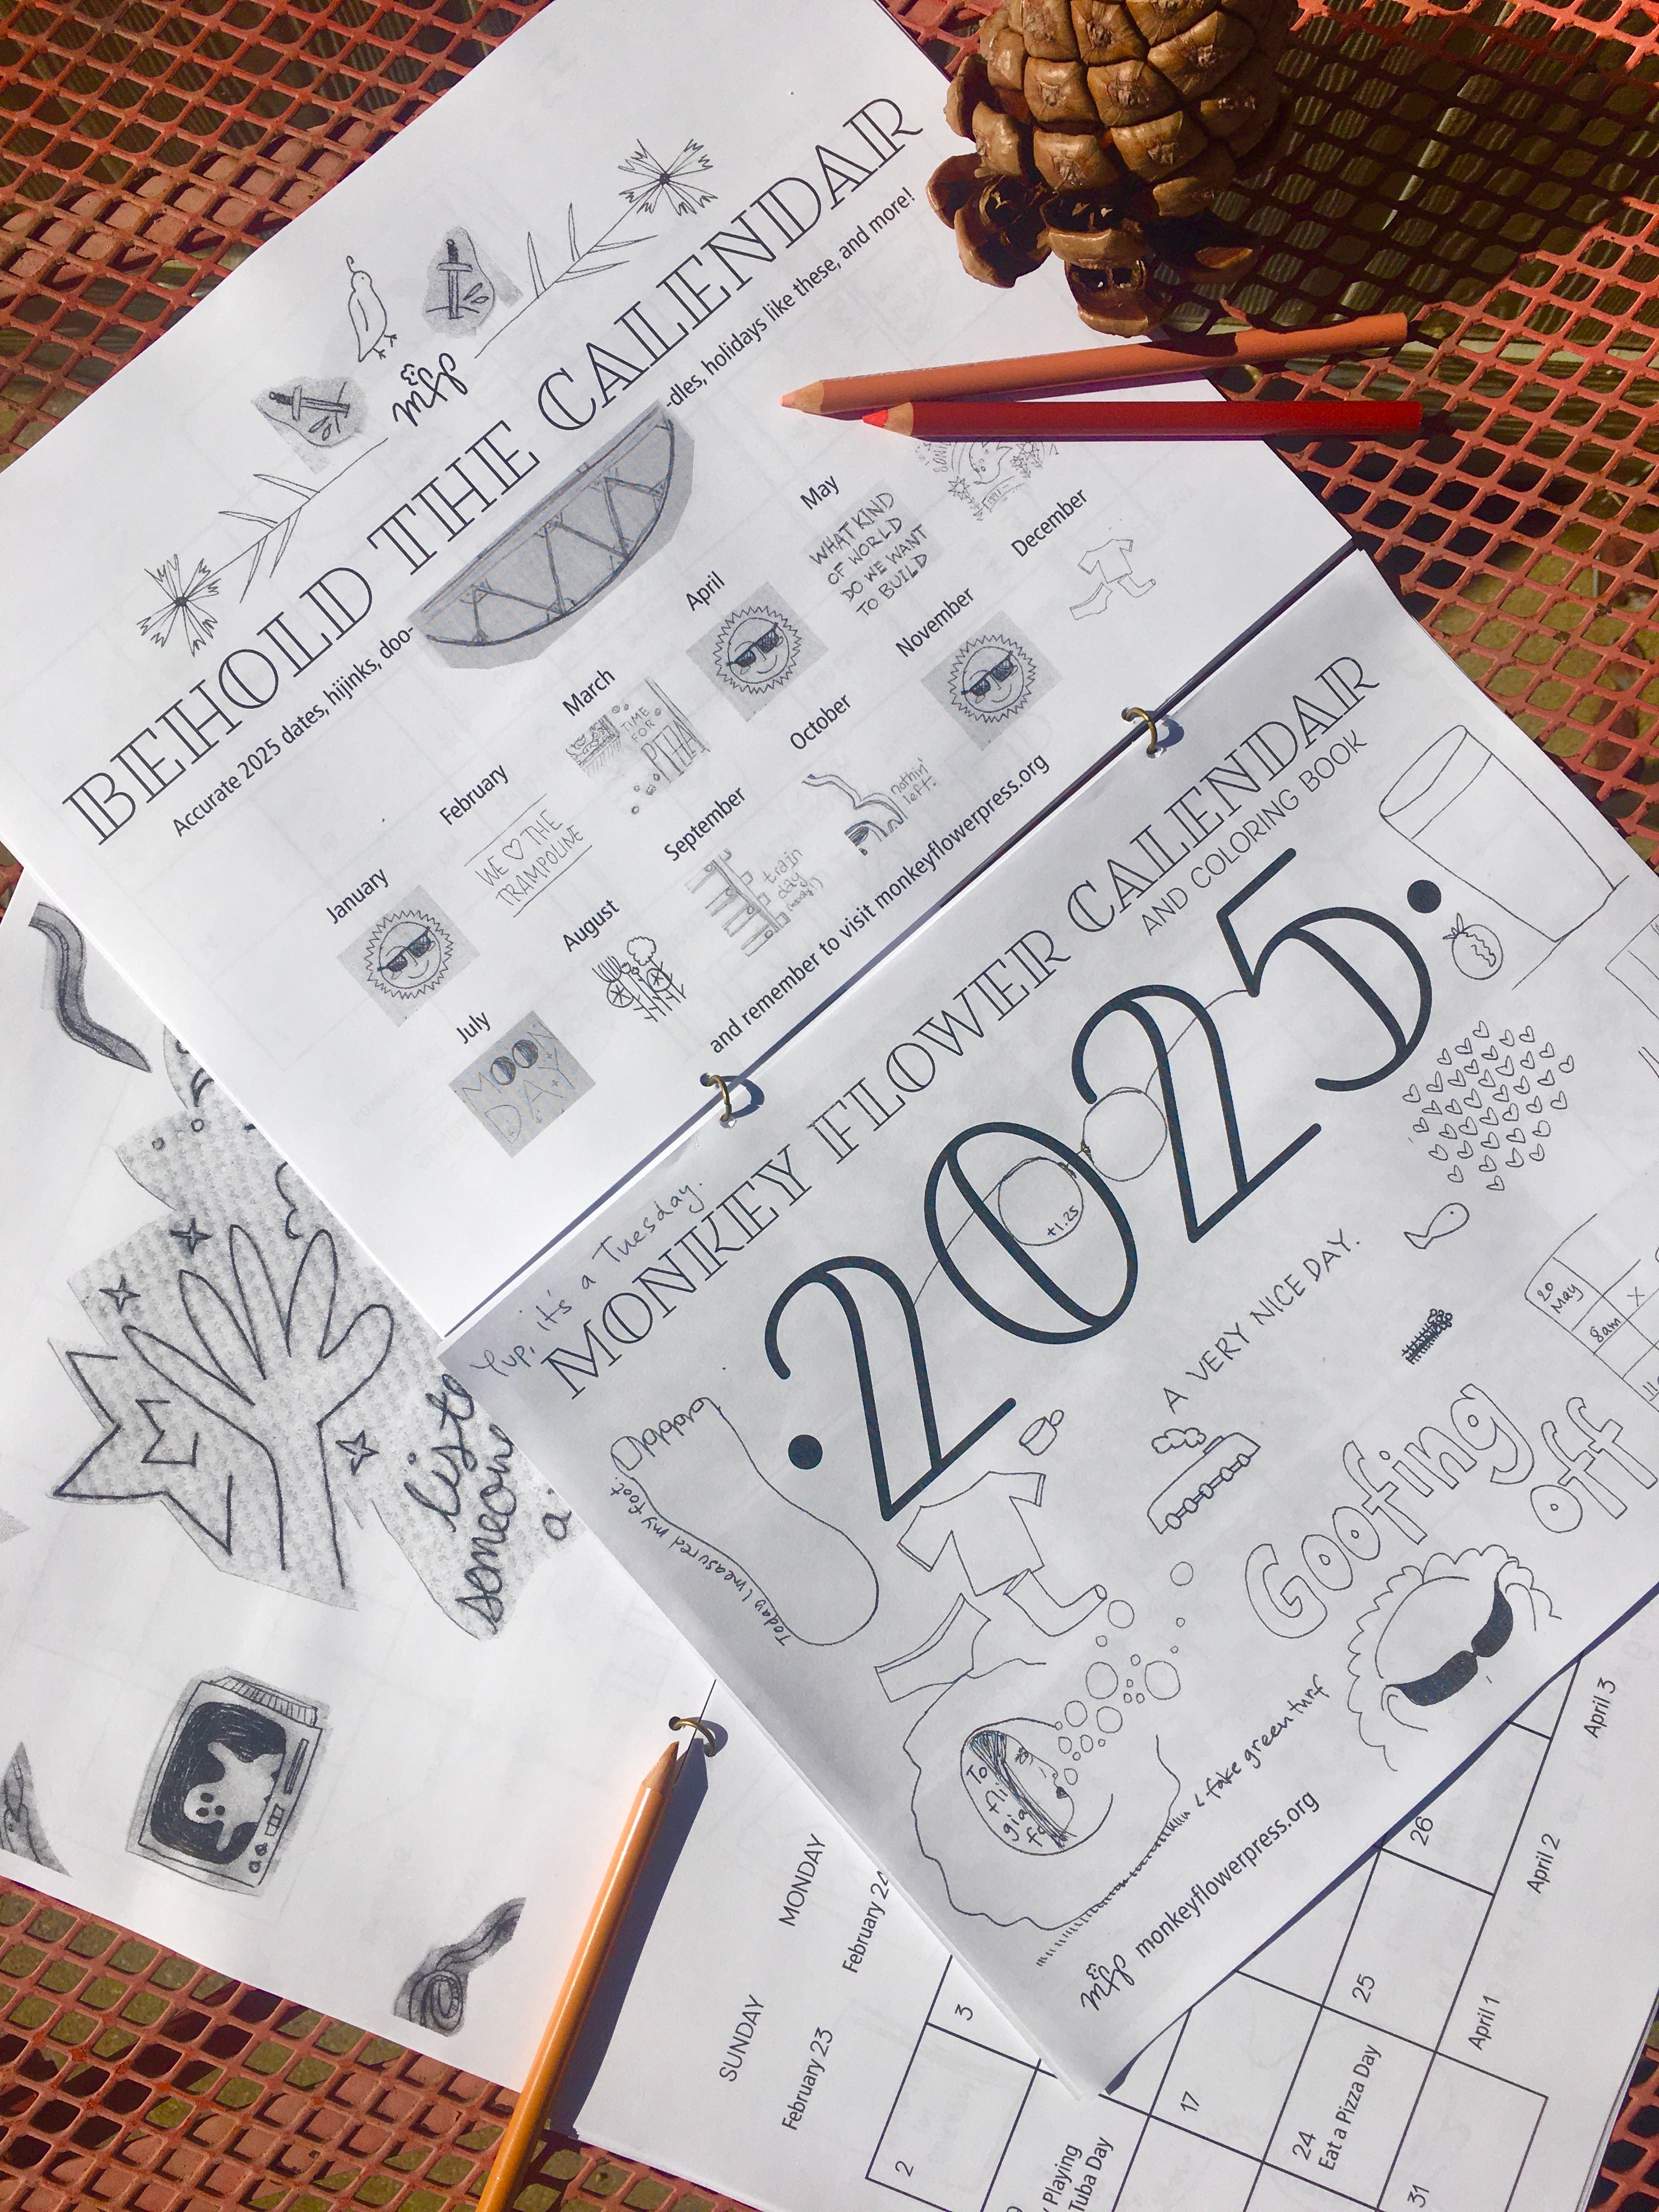 mfp
BEHOLD THE CALENDAR
Accurate 2025 dates, hijinks, doo-
-dles, holidays like these, and more!
January
February
WE ♡ THE
TRAMPOLINE
March
TIME
FOR
PIZZA
April
May
WHAT KIND
OF WORLD
DO WE WANT
TO BUILD
July
MOON
DAY
August
September
train
day
October
nothin'
left!
November
December
and remember to visit monkeyflowerpress.org
Yup, it's a Tuesday.
MONKEY FLOWER CALENDAR
AND COLORING BOOK
2025
+1.25
A VERY NICE DAY.
20
May
8am
X
Goofing
off
Today I measured my foot.
To
fli
gia
fo
fake green turf
mfp monkeyflowerpress.org
liste
someone
a
SUNDAY
MONDAY
February 23
February 24
2
3
Playing
Tuba Day
17
24
Eat a Pizza Day
25
26
31
April 1
April 2
April 3